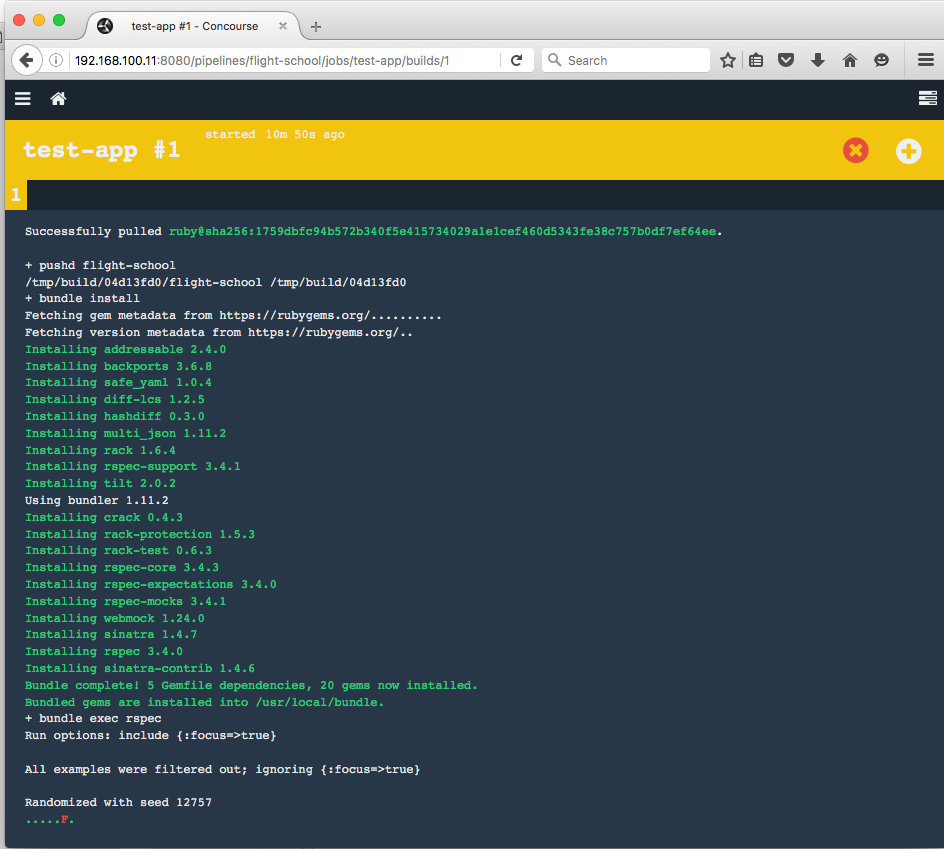 test-app #1 - Concourse
192.168.100.11:8080/pipelines/flight-school/jobs/test-app/builds/1
Search
test-app #1
started 10m 50s ago
1
Successfully pulled ruby@sha256:1759dbfc94b572b340f5e415734029a1e1cef460d5343fe38c757b0df7ef64ee.
+ pushd flight-school
/tmp/build/04d13fd0/flight-school /tmp/build/04d13fd0
+ bundle install
Fetching gem metadata from https://rubygems.org/..........
Fetching version metadata from https://rubygems.org/..
Installing addressable 2.4.0
Installing backports 3.6.8
Installing safe_yaml 1.0.4
Installing diff-lcs 1.2.5
Installing hashdiff 0.3.0
Installing multi_json 1.11.2
Installing rack 1.6.4
Installing rspec-support 3.4.1
Installing tilt 2.0.2
Using bundler 1.11.2
Installing crack 0.4.3
Installing rack-protection 1.5.3
Installing rack-test 0.6.3
Installing rspec-core 3.4.3
Installing rspec-expectations 3.4.0
Installing rspec-mocks 3.4.1
Installing webmock 1.24.0
Installing sinatra 1.4.7
Installing rspec 3.4.0
Installing sinatra-contrib 1.4.6
Bundle complete! 5 Gemfile dependencies, 20 gems now installed.
Bundled gems are installed into /usr/local/bundle.
+ bundle exec rspec
Run options: include {:focus=>true}
All examples were filtered out; ignoring {:focus=>true}
Randomized with seed 12757
.....F.